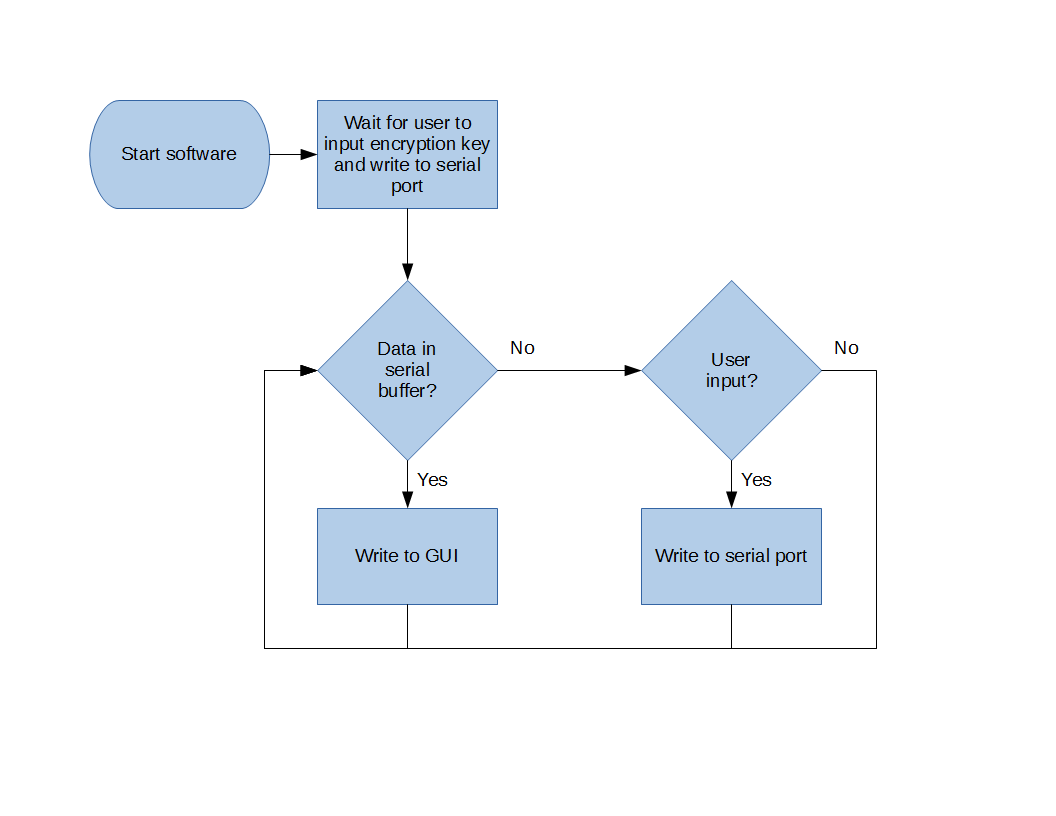 Start software
Wait for user to
input encryption key
and write to serial
port
Data in
serial
buffer?
No
User
input?
No
Yes
Yes
Write to GUI
Write to serial port